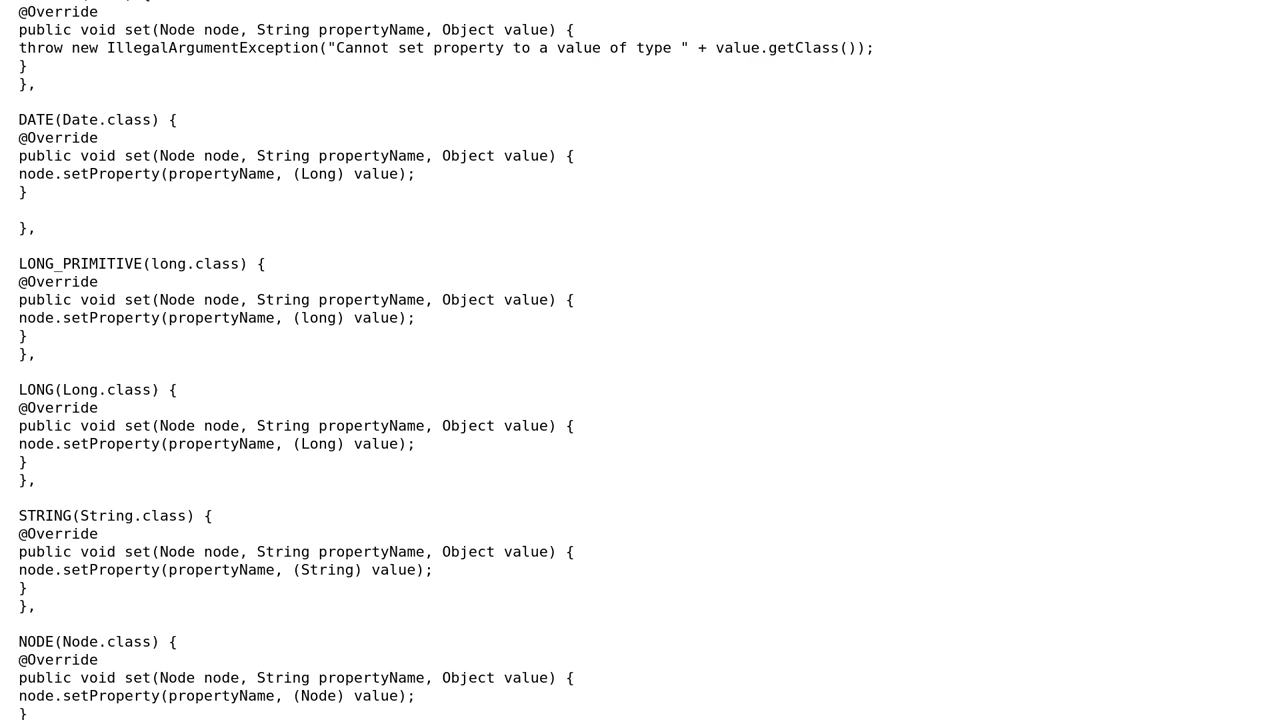 @Override
public void set(Node node, String propertyName, Object value) {
throw new IllegalArgumentException("Cannot set property to a value of type " + value.getClass());
}
},

DATE(Date.class) {
@Override
public void set(Node node, String propertyName, Object value) {
node.setProperty(propertyName, (Long) value);
}

},

LONG_PRIMITIVE(long.class) {
@Override
public void set(Node node, String propertyName, Object value) {
node.setProperty(propertyName, (long) value);
}
},

LONG(Long.class) {
@Override
public void set(Node node, String propertyName, Object value) {
node.setProperty(propertyName, (Long) value);
}
},

STRING(String.class) {
@Override
public void set(Node node, String propertyName, Object value) {
node.setProperty(propertyName, (String) value);
}
},

NODE(Node.class) {
@Override
public void set(Node node, String propertyName, Object value) {
node.setProperty(propertyName, (Node) value);
}